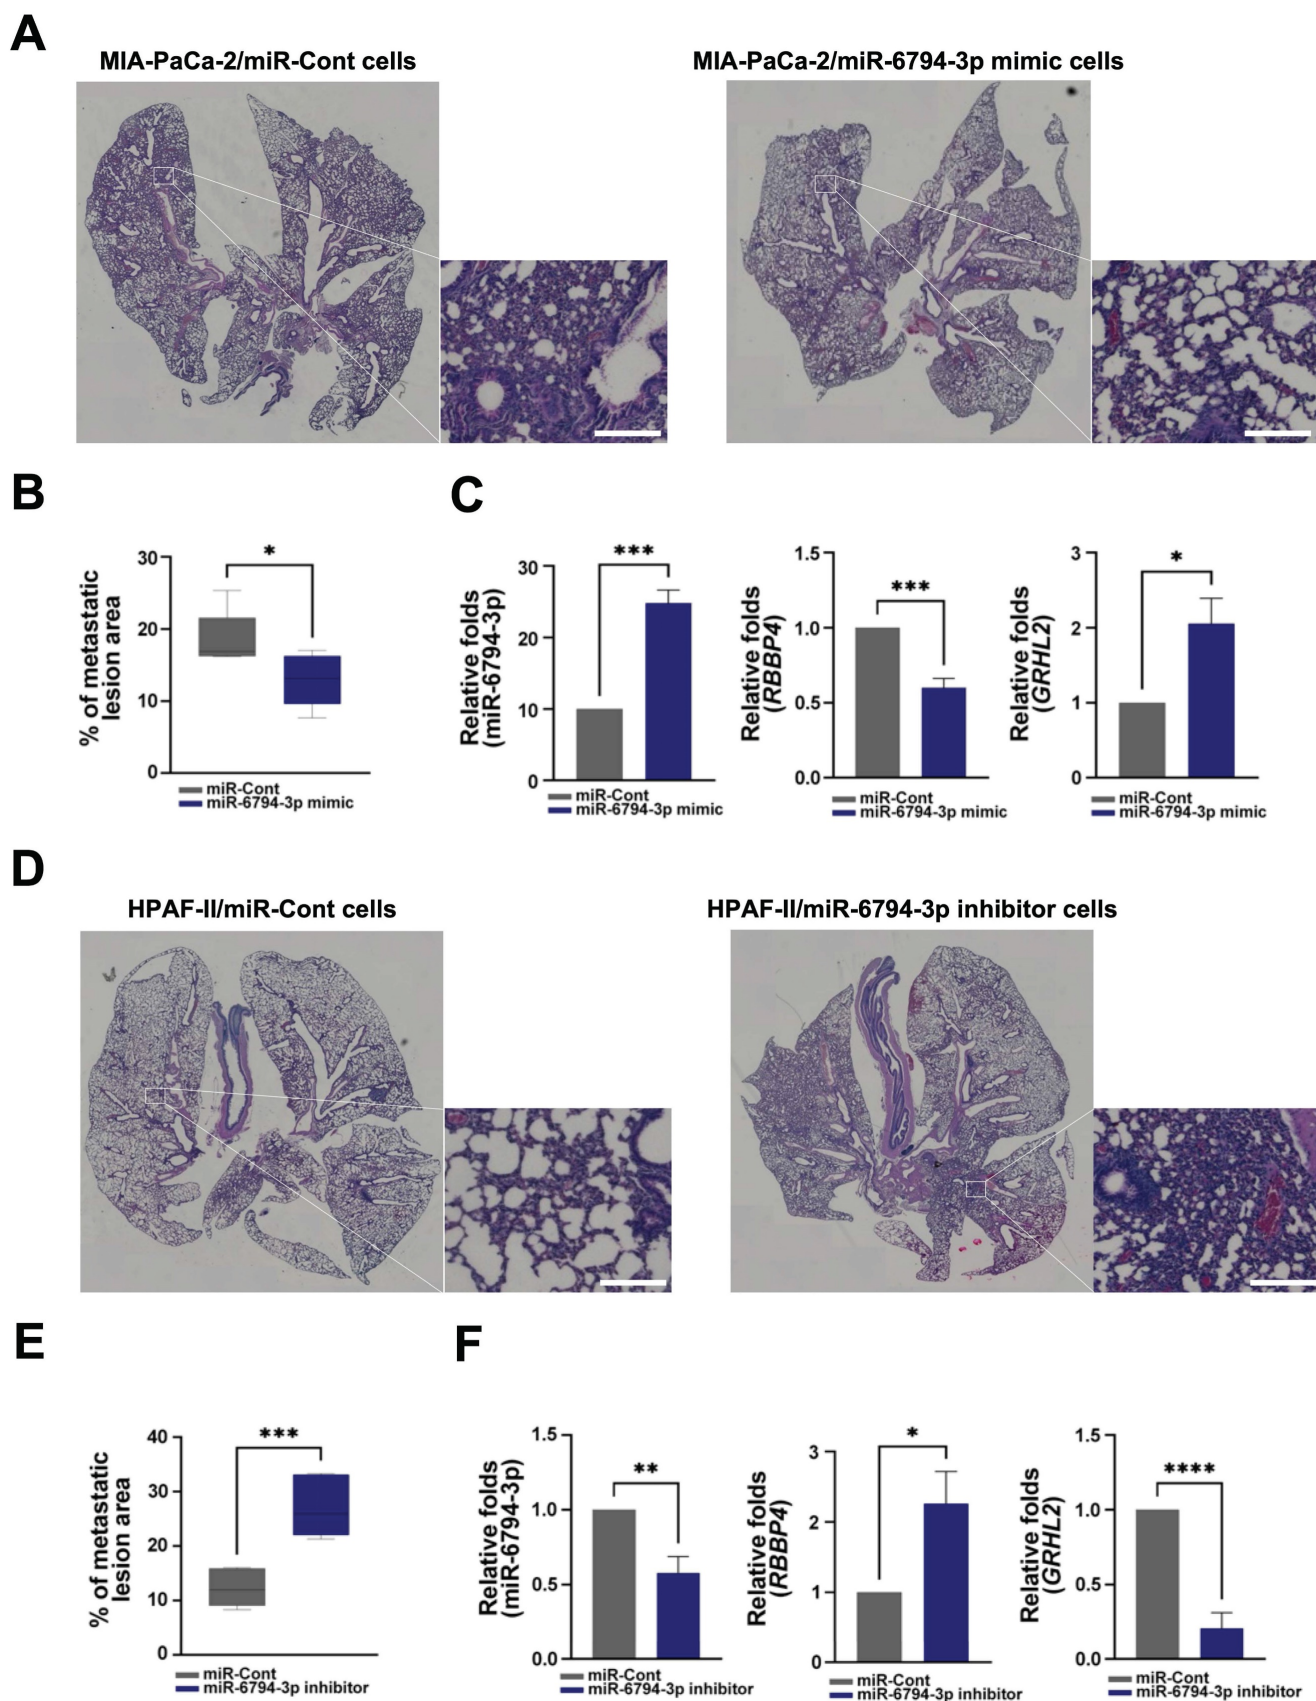 A
MIA-PaCa-2/miR-Cont cells
MIA-PaCa-2/miR-6794-3p mimic cells
B
% of metastatic
lesion area
30
20
10
0
*
miR-Cont
miR-6794-3p mimic
C
Relative folds
(miR-6794-3p)
30
20
10
0
***
miR-Cont
miR-6794-3p mimic
Relative folds
(RBBP4)
1.5
1.0
0.5
0.0
***
miR-Cont
miR-6794-3p mimic
Relative folds
(GRHL2)
3
2
1
0
*
miR-Cont
miR-6794-3p mimic
D
HPAF-II/miR-Cont cells
HPAF-II/miR-6794-3p inhibitor cells
E
% of metastatic
lesion area
40
30
20
10
0
***
miR-Cont
miR-6794-3p inhibitor
F
Relative folds
(miR-6794-3p)
1.5
1.0
0.5
0.0
**
miR-Cont
miR-6794-3p inhibitor
Relative folds
(RBBP4)
3
2
1
0
*
miR-Cont
miR-6794-3p inhibitor
Relative folds
(GRHL2)
1.5
1.0
0.5
0.0
****
miR-Cont
miR-6794-3p inhibitor